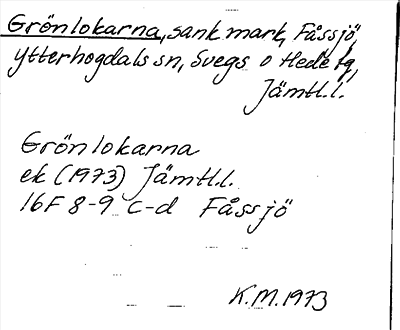 Grönlokarna, sank mark, Fåssjö,
Ytterhogdals sn, Svegs o Hede tg,
Jämtl.l.
Grönlokarna
ek (1973) Jämtl.l.
16F 8-9 c-d Fåssjö
K.M. 1973